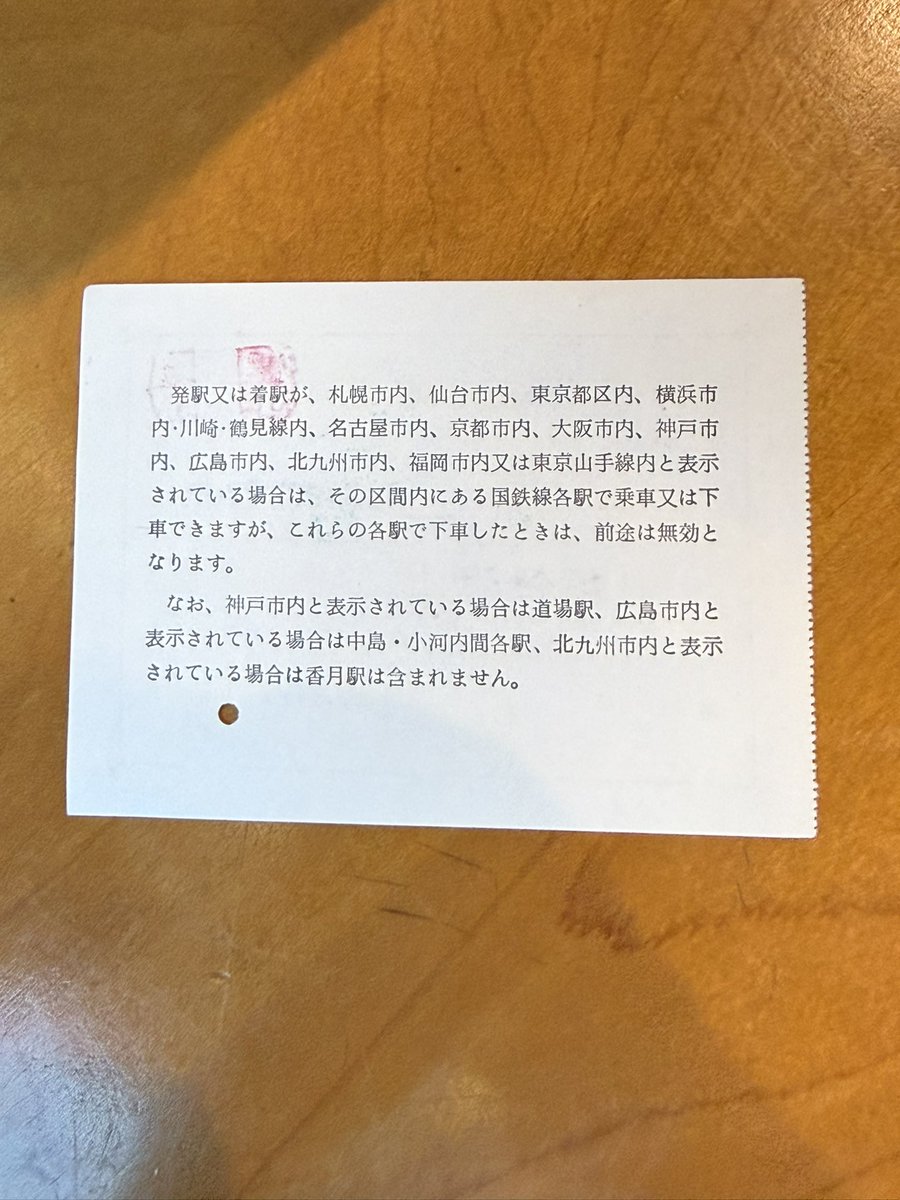 発駅又は着駅が、札幌市内、仙台市内、東京都区内、横浜市
内・川崎・鶴見線内、名古屋市内、京都市内、大阪市内、神戸市
内、広島市内、北九州市内、福岡市内又は東京山手線内と表示
されている場合は、その区間内にある国鉄線各駅で乗車又は下
車できますが、これらの各駅で下車したときは、前途は無効と
なります。
なお、神戸市内と表示されている場合は道場駅、広島市内と
表示されている場合は中島・小河内間各駅、北九州市内と表示
されている場合は香月駅は含まれません。